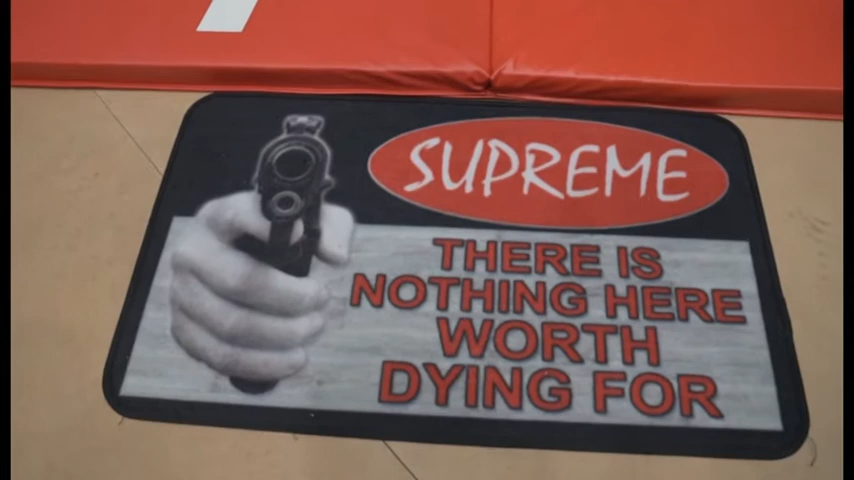 SUPREME
THERE IS
NOTHING HERE
WORTH
DYING FOR